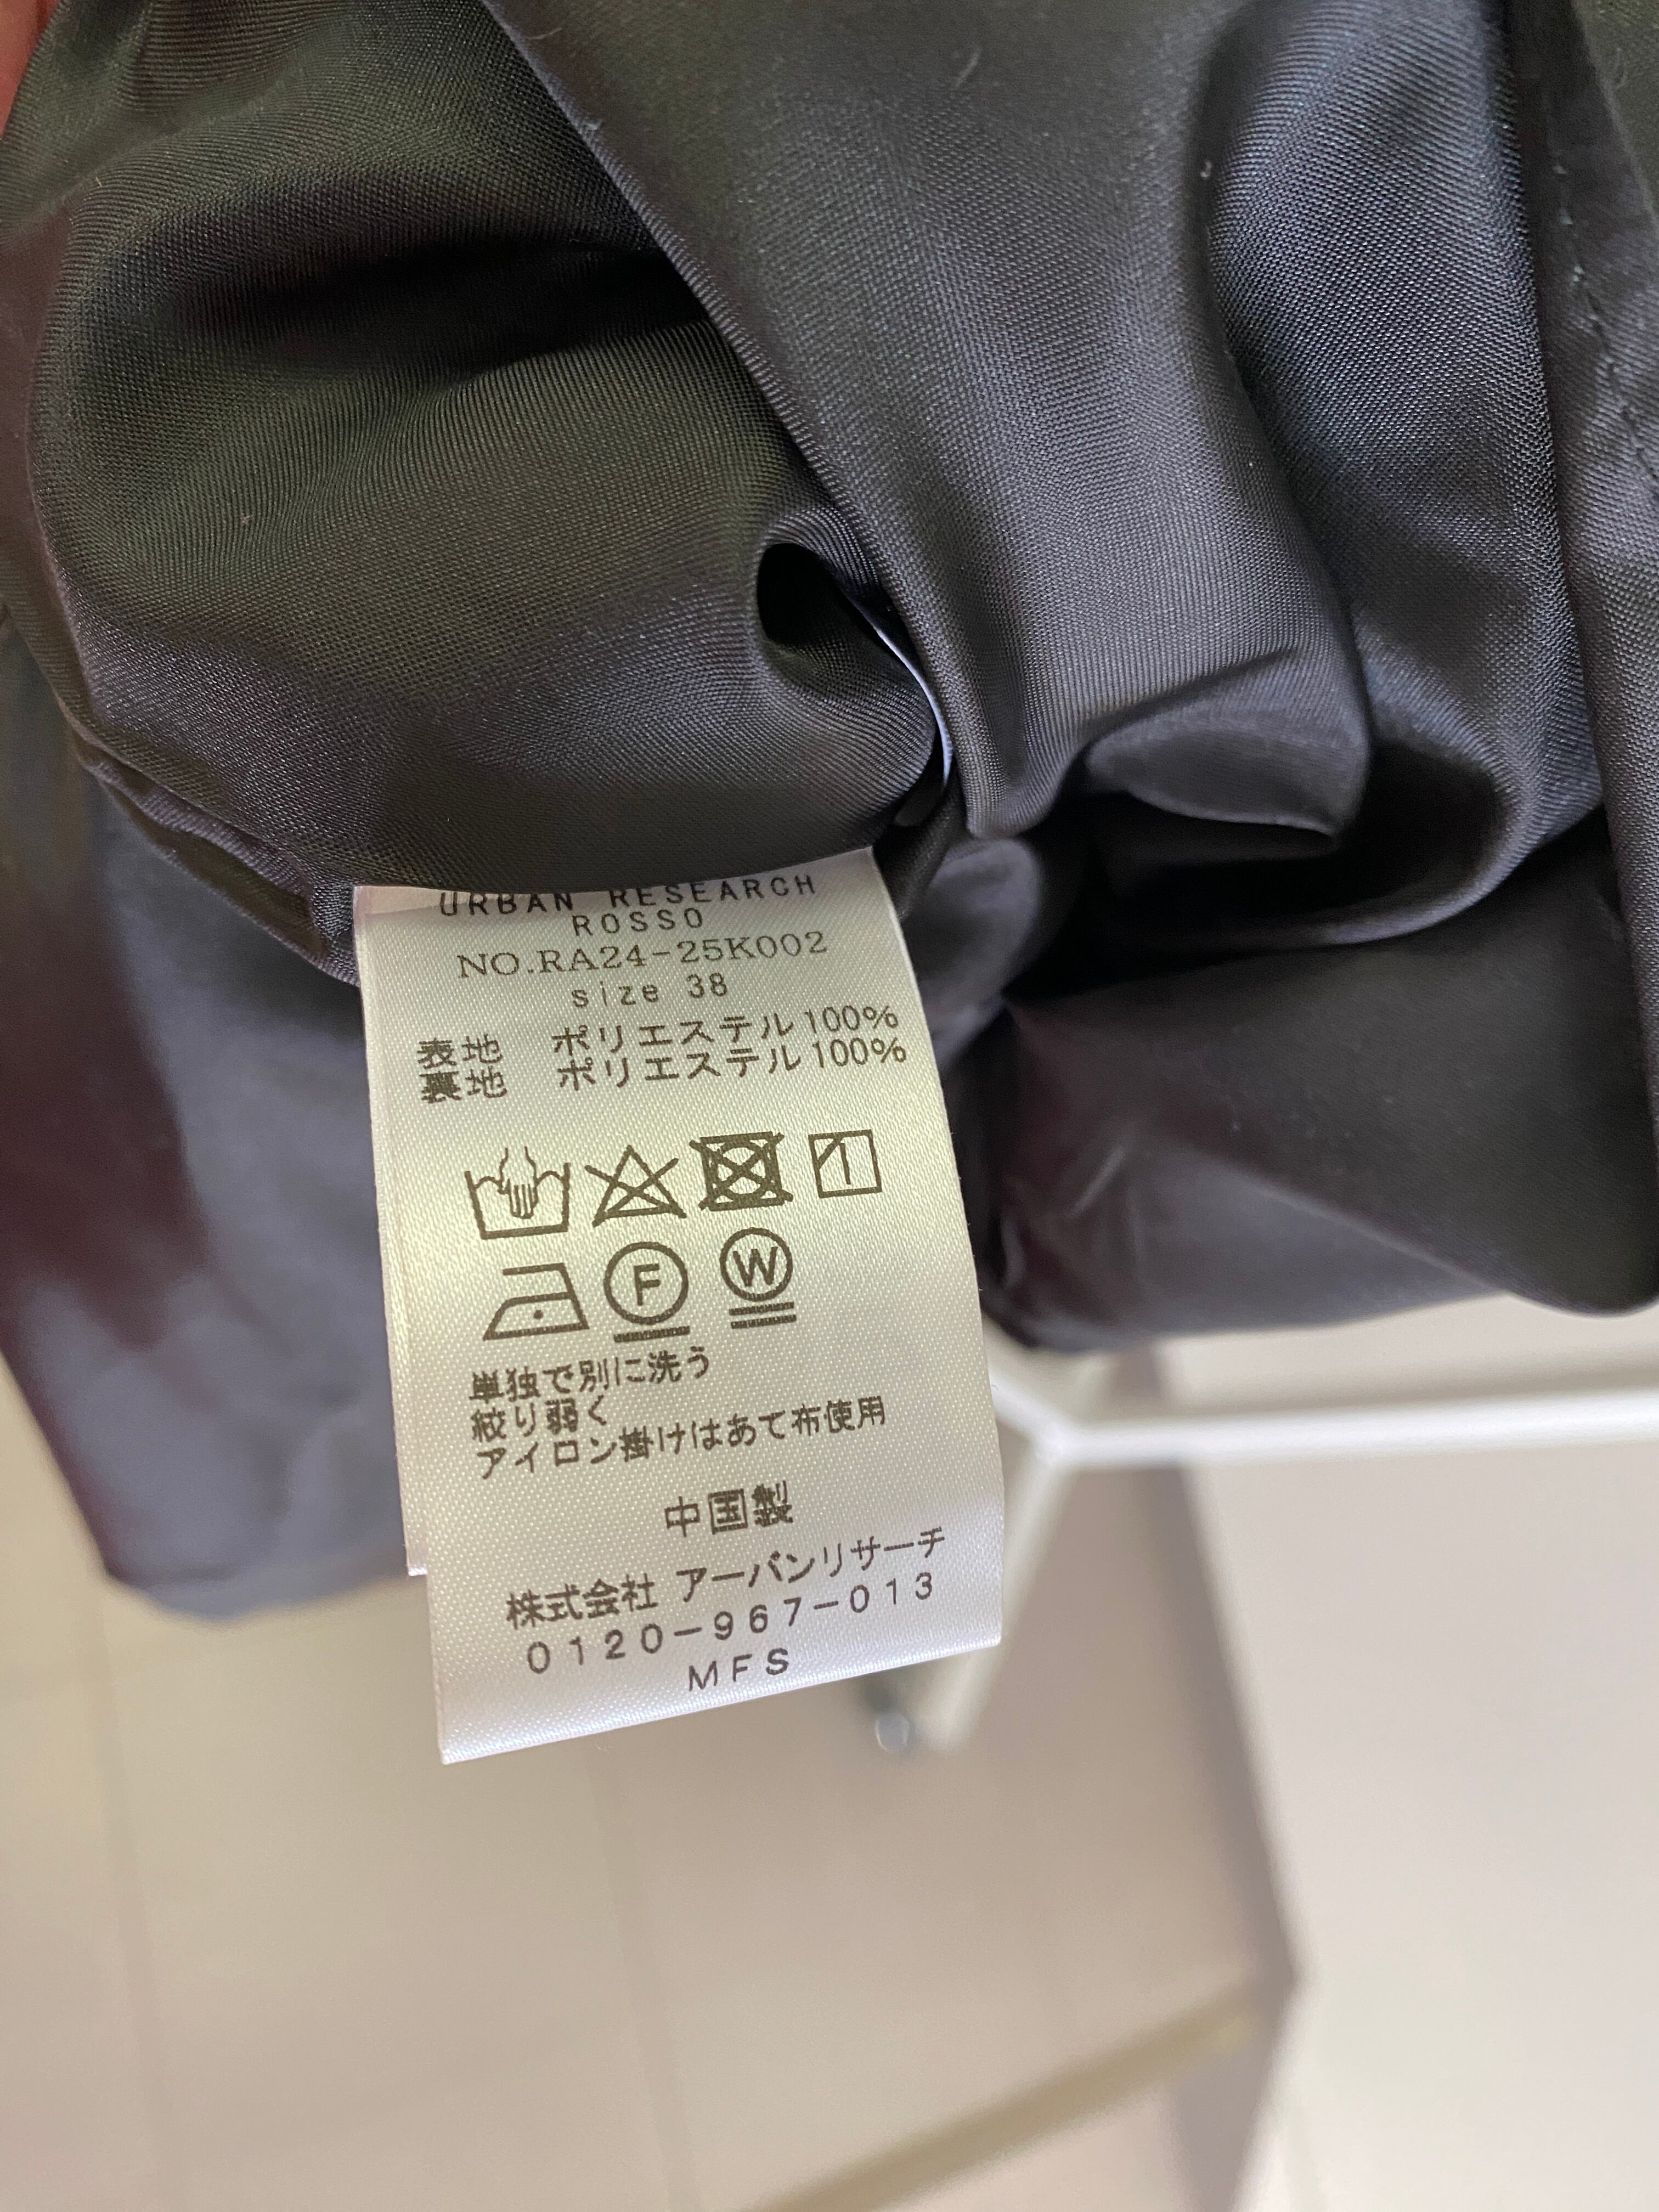 URBAN RESEARCH
ROSSO
NO.RA24-25K002
size 38
表地 ポリエステル100%
裏地 ポリエステル100%
F W
単独で別に洗う
絞り弱く
アイロン掛けはあて布使用
中国製
株式会社 アーバンリサーチ
0120-967-013
MFS